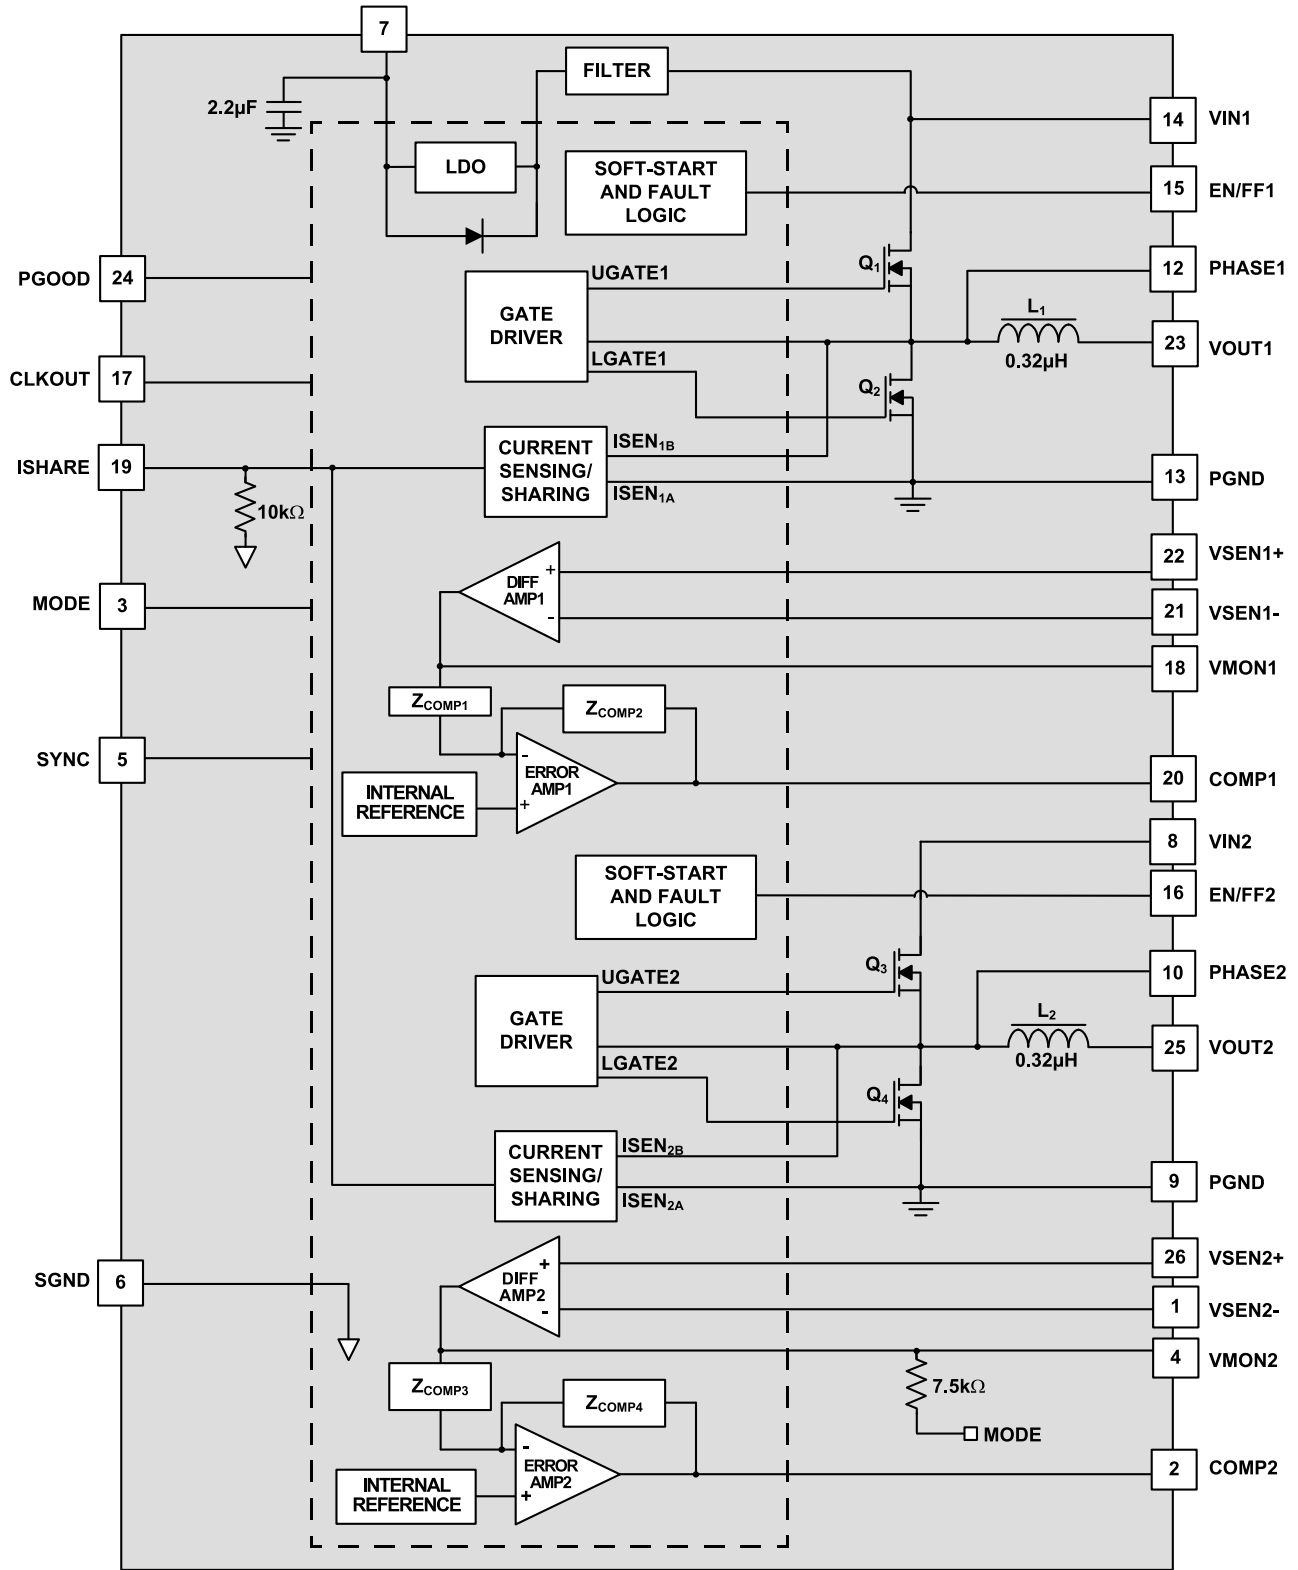 7
FILTER
2.2µF
14 VIN1
LDO
SOFT-START
AND FAULT
LOGIC
15 EN/FF1
PGOOD 24
UGATE1
Q1
12 PHASE1
GATE
DRIVER
L1
0.32µH
23 VOUT1
CLKOUT 17
LGATE1
Q2
ISHARE 19
10kΩ
CURRENT
SENSING/
SHARING
ISEN1B
ISEN1A
13 PGND
22 VSEN1+
DIFF
AMP1
+
-
MODE 3
21 VSEN1-
18 VMON1
ZCOMP1
ZCOMP2
SYNC 5
-
ERROR
AMP1
+
INTERNAL
REFERENCE
20 COMP1
8 VIN2
SOFT-START
AND FAULT
LOGIC
16 EN/FF2
Q3
UGATE2
10 PHASE2
GATE
DRIVER
L2
0.32µH
25 VOUT2
LGATE2
Q4
CURRENT
SENSING/
SHARING
ISEN2B
ISEN2A
9 PGND
26 VSEN2+
SGND 6
DIFF
AMP2
+
-
1 VSEN2-
4 VMON2
ZCOMP3
7.5kΩ
ZCOMP4
MODE
-
ERROR
AMP2
+
INTERNAL
REFERENCE
2 COMP2